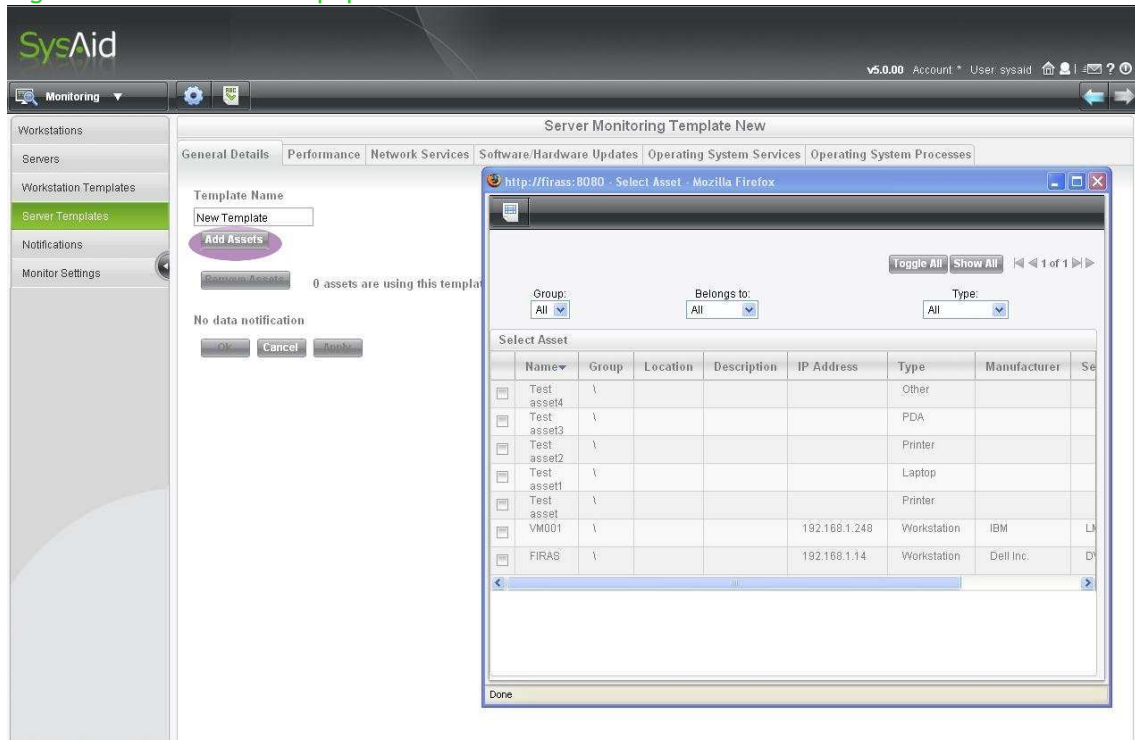 SysAid
v5.0.00 Account * User sysaid
Monitoring
Workstations
Servers
Workstation Templates
Server Templates
Notifications
Monitor Settings
Server Monitoring Template New
General Details Performance Network Services Software/Hardware Updates Operating System Services Operating System Processes
Template Name
New Template
Add Assets
Remove Assets 0 assets are using this templat
No data notification
Ok Cancel Apply
http://firass:8080 - Select Asset - Mozilla Firefox
Toggle All Show All 1 of 1
Group: Belongs to: Type:
All All All
Select Asset
Name Group Location Description IP Address Type Manufacturer Se
Test asset4 \ Other
Test asset3 \ PDA
Test asset2 \ Printer
Test asset1 \ Laptop
Test asset \ Printer
VM001 \ 192.168.1.248 Workstation IBM
FIRAS \ 192.168.1.14 Workstation Dell Inc.
Done